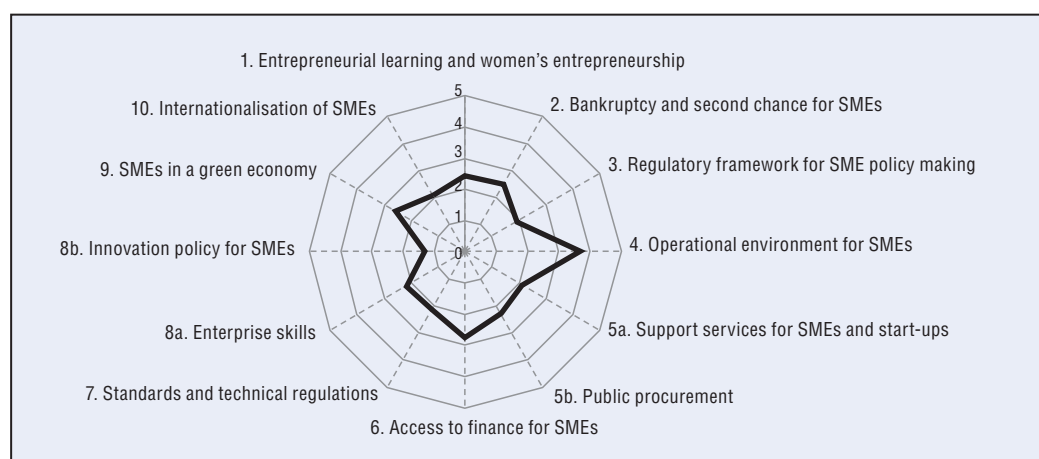 1. Entrepreneurial learning and women's entrepreneurship
5
10. Internationalisation of SMEs
2. Bankruptcy and second chance for SMEs
4
3
9. SMEs in a green economy
3. Regulatory framework for SME policy making
2
1
8b. Innovation policy for SMEs
0
4. Operational environment for SMEs
8a. Enterprise skills
5a. Support services for SMEs and start-ups
7. Standards and technical regulations
5b. Public procurement
6. Access to finance for SMEs